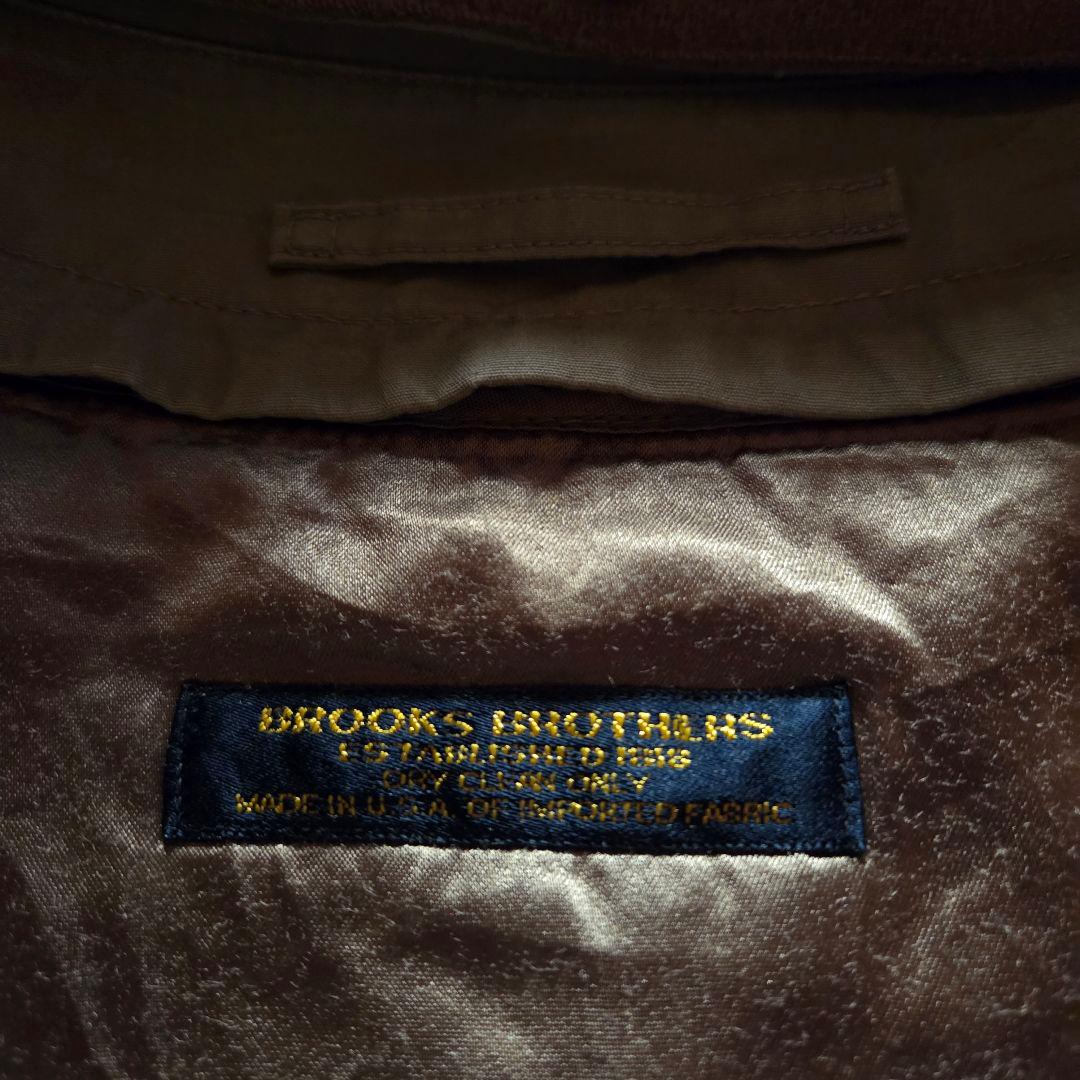 BROOKS BROTHERS
ESTABLISHED 1818
DRY CLEAN ONLY
MADE IN U.S.A. OF IMPORTED FABRIC